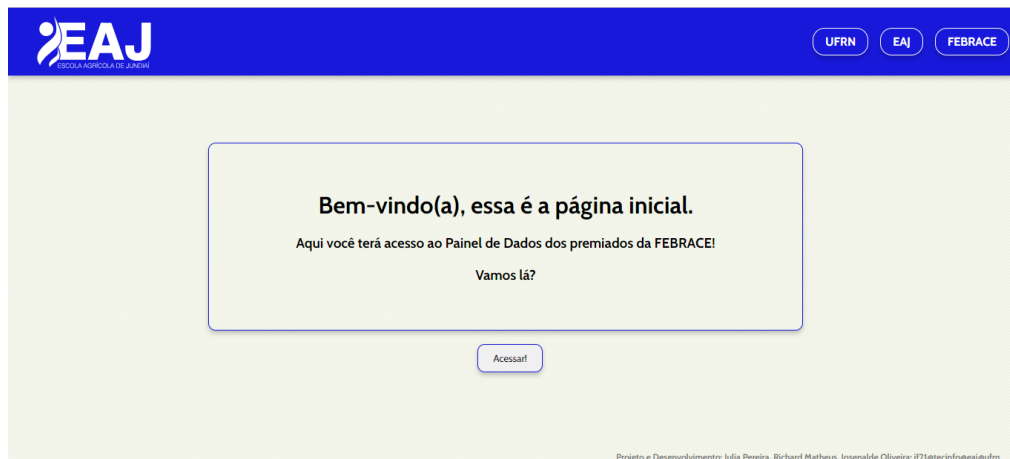 EAJ
ESCOLA AGRÍCOLA DE JUNDIAÍ
UFRN
EAJ
FEBRACE
Bem-vindo(a), essa é a página inicial.
Aqui você terá acesso ao Painel de Dados dos premiados da FEBRACE!
Vamos lá?
Acessar!
Projeto e Desenvolvimento: Julia Pereira, Richard Matheus, Josenalde Oliveira: